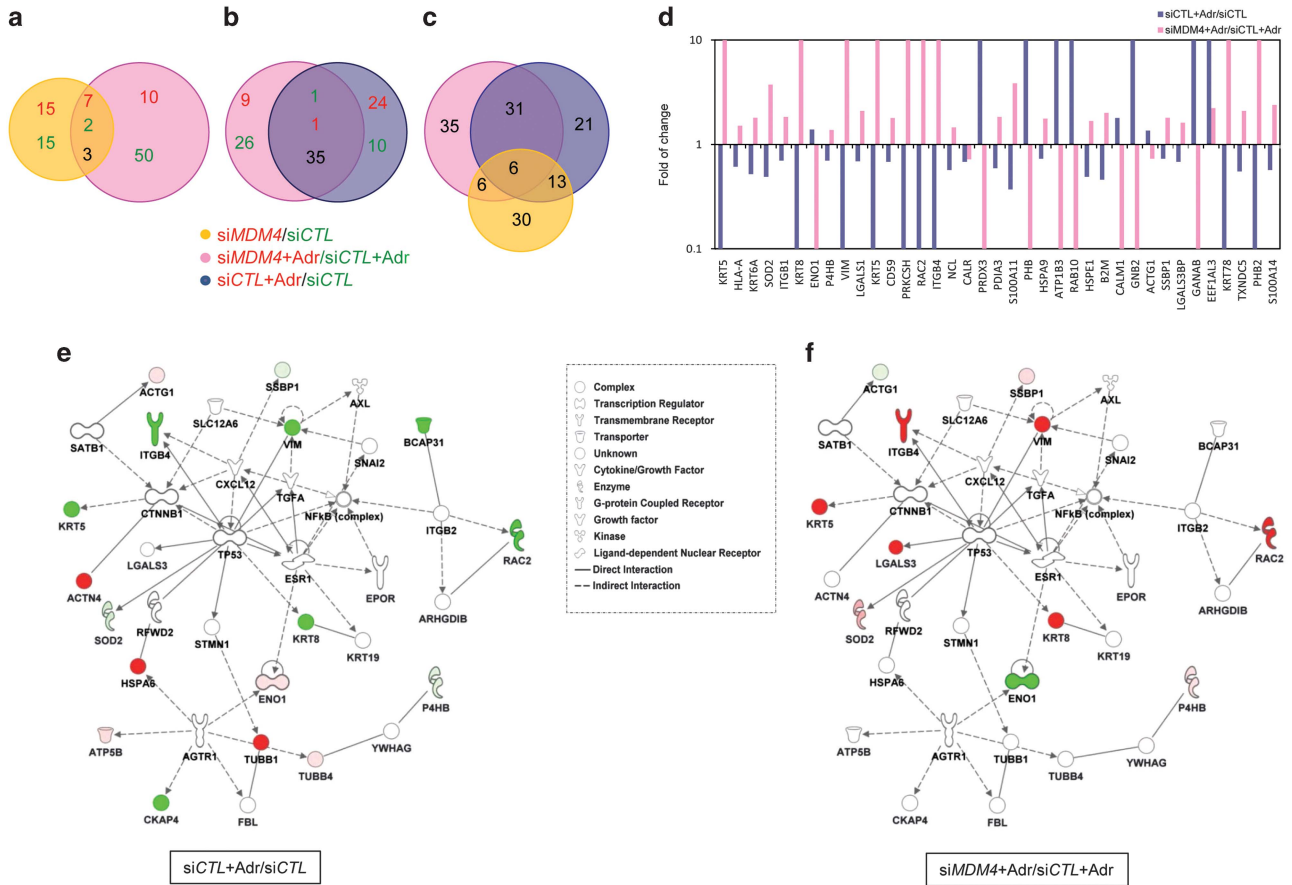 a
15
7
10
2
15
3
50
b
9
1
24
1
26
35
10
c
35
31
21
6
6
13
30
siMDM4/siCTL
siMDM4+Adr/siCTL+Adr
siCTL+Adr/siCTL
d
siCTL+Adr/siCTL
siMDM4+Adr/siCTL+Adr
Fold of change
10
1
0.1
KRT5
HLA-A
KRT6A
SOD2
ITGB1
KRT8
ENO1
P4HB
VIM
LGALS1
KRT5
CD59
PRKCSH
RAC2
ITGB4
NCL
CALR
PRDX3
PDIA3
S100A11
PHB
HSPA9
ATP1B3
RAB10
HSPE1
B2M
CALM1
GNB2
ACTG1
SSBP1
LGALS3BP
GANAB
EEF1AL3
KRT78
TXNDC5
PHB2
S100A14
e
ACTG1
SSBP1
AXL
SLC12A6
SATB1
ITGB4
VIM
BCAP31
SNAI2
CXCL12
TGFA
KRT5
CTNNB1
NFkB (complex)
ITGB2
TP53
RAC2
LGALS3
ESR1
ACTN4
EPOR
ARHGDIB
SOD2
RFWD2
STMN1
KRT8
KRT19
HSPA6
ENO1
P4HB
ATP5B
AGTR1
TUBB1
YWHAG
TUBB4
CKAP4
FBL
siCTL+Adr/siCTL
Complex
Transcription Regulator
Transmembrane Receptor
Transporter
Unknown
Cytokine/Growth Factor
Enzyme
G-protein Coupled Receptor
Growth factor
Kinase
Ligand-dependent Nuclear Receptor
Direct Interaction
Indirect Interaction
f
ACTG1
SSBP1
AXL
SLC12A6
SATB1
ITGB4
VIM
BCAP31
SNAI2
CXCL12
TGFA
KRT5
CTNNB1
NFkB (complex)
ITGB2
TP53
RAC2
LGALS3
ESR1
ACTN4
EPOR
ARHGDIB
SOD2
RFWD2
STMN1
KRT8
KRT19
HSPA6
ENO1
P4HB
ATP5B
AGTR1
TUBB1
YWHAG
TUBB4
CKAP4
FBL
siMDM4+Adr/siCTL+Adr